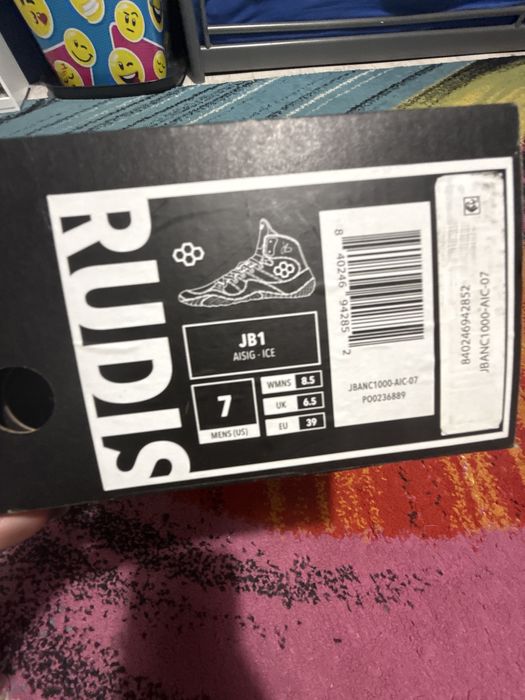 RUDIS
JB1
AISIG - ICE
7
MENS (US)
WMNS 8.5
UK 6.5
EU 39
8 40246 94285 2
JBANC1000-AIC-07
PO0236889
840246942852
JBANC1000-AIC-07